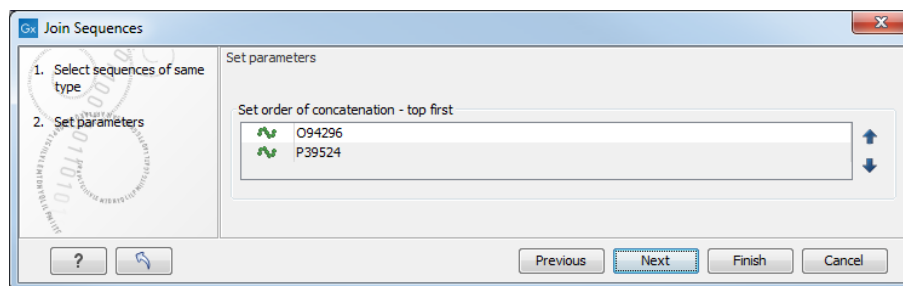 Gx Join Sequences
X
1. Select sequences of same
type
2. Set parameters
Set parameters
Set order of concatenation - top first
O94296
P39524
?
Previous
Next
Finish
Cancel